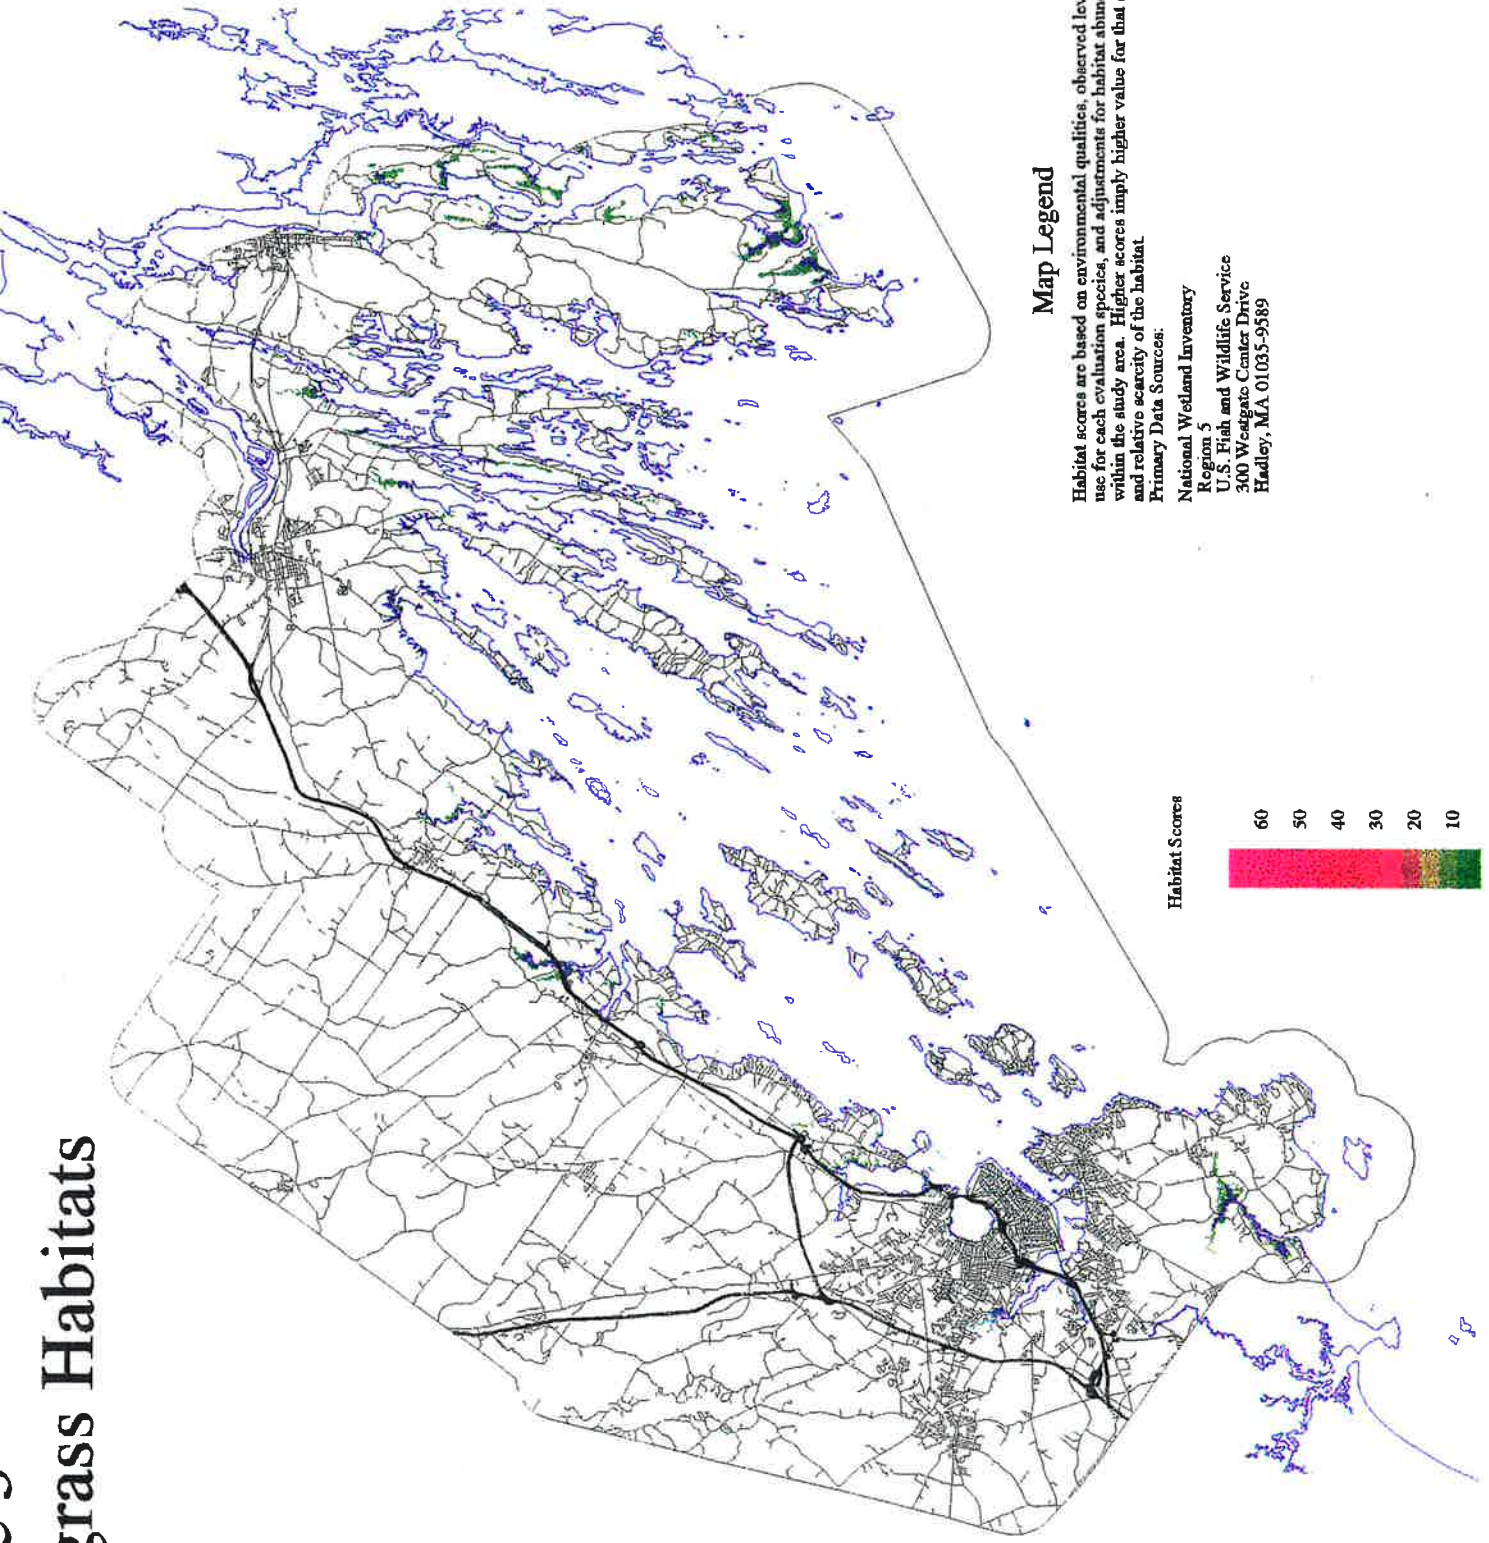 grass Habitats
Map Legend
Habitat scores are based on environmental qualities, observed
use for each evaluation species, and adjustments for habitat
within the study area. Higher scores imply higher value for that
and relative scarcity of the habitat.
Primary Data Sources:
National Wetland Inventory
Region 5
U.S. Fish and Wildlife Service
300 Westgate Center Drive
Hadley, MA 01035-9589
Habitat Scores
60
50
40
30
20
10